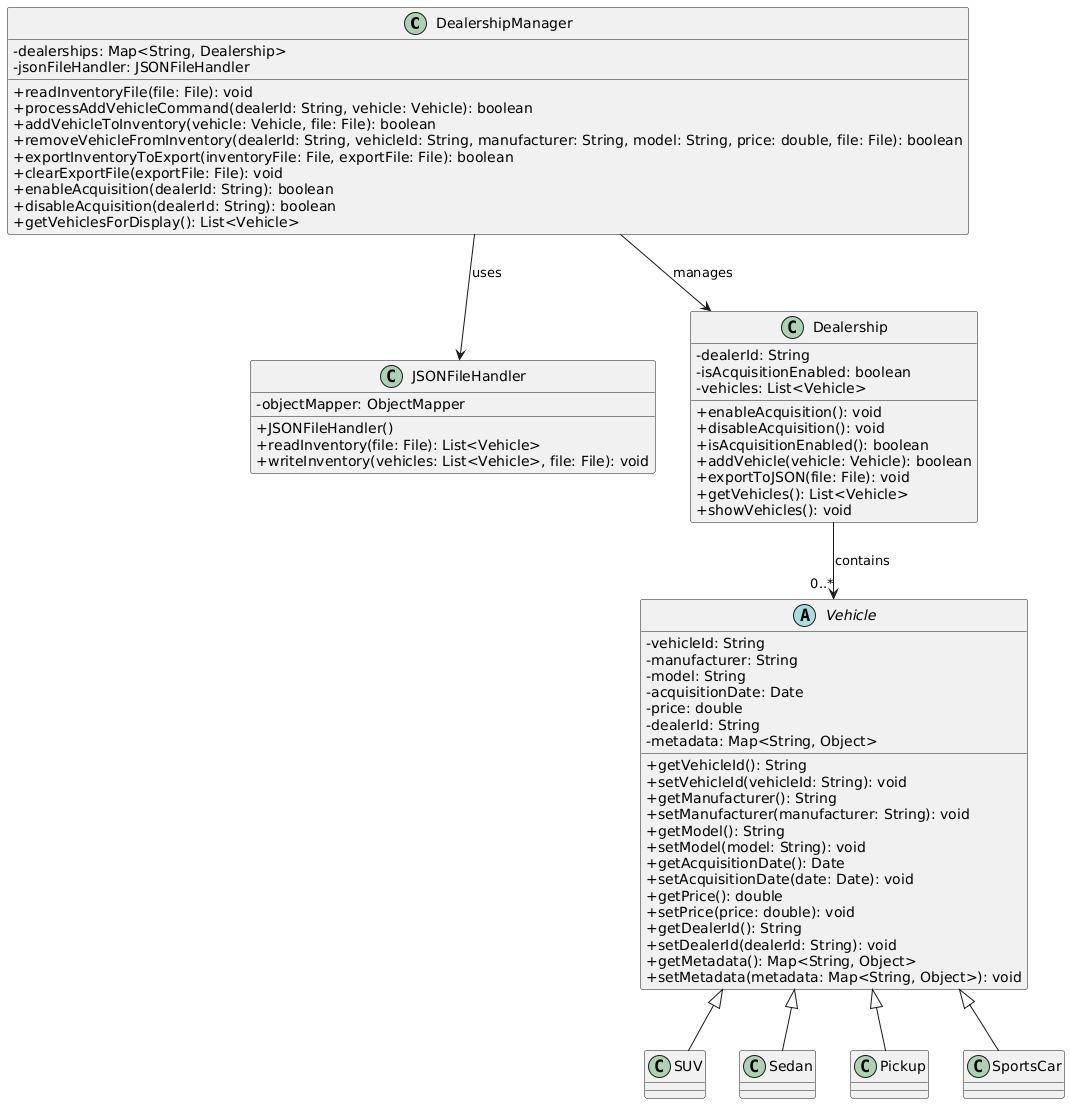 C DealershipManager
-dealerships: Map<String, Dealership>
-jsonFileHandler: JSONFileHandler
+readInventoryFile(file: File): void
+processAddVehicleCommand(dealerId: String, vehicle: Vehicle): boolean
+addVehicleToInventory(vehicle: Vehicle, file: File): boolean
+removeVehicleFromInventory(dealerId: String, vehicleId: String, manufacturer: String, model: String, price: double, file: File): boolean
+exportInventoryToExport(inventoryFile: File, exportFile: File): boolean
+clearExportFile(exportFile: File): void
+enableAcquisition(dealerId: String): boolean
+disableAcquisition(dealerId: String): boolean
+getVehiclesForDisplay(): List<Vehicle>
uses
manages
C JSONFileHandler
-objectMapper: ObjectMapper
+JSONFileHandler()
+readInventory(file: File): List<Vehicle>
+writeInventory(vehicles: List<Vehicle>, file: File): void
C Dealership
-dealerId: String
-isAcquisitionEnabled: boolean
-vehicles: List<Vehicle>
+enableAcquisition(): void
+disableAcquisition(): void
+isAcquisitionEnabled(): boolean
+addVehicle(vehicle: Vehicle): boolean
+exportToJSON(file: File): void
+getVehicles(): List<Vehicle>
+showVehicles(): void
contains
0..*
A Vehicle
-vehicleId: String
-manufacturer: String
-model: String
-acquisitionDate: Date
-price: double
-dealerId: String
-metadata: Map<String, Object>
+getVehicleId(): String
+setVehicleId(vehicleId: String): void
+getManufacturer(): String
+setManufacturer(manufacturer: String): void
+getModel(): String
+setModel(model: String): void
+getAcquisitionDate(): Date
+setAcquisitionDate(date: Date): void
+getPrice(): double
+setPrice(price: double): void
+getDealerId(): String
+setDealerId(dealerId: String): void
+getMetadata(): Map<String, Object>
+setMetadata(metadata: Map<String, Object>): void
C SUV
C Sedan
C Pickup
C SportsCar